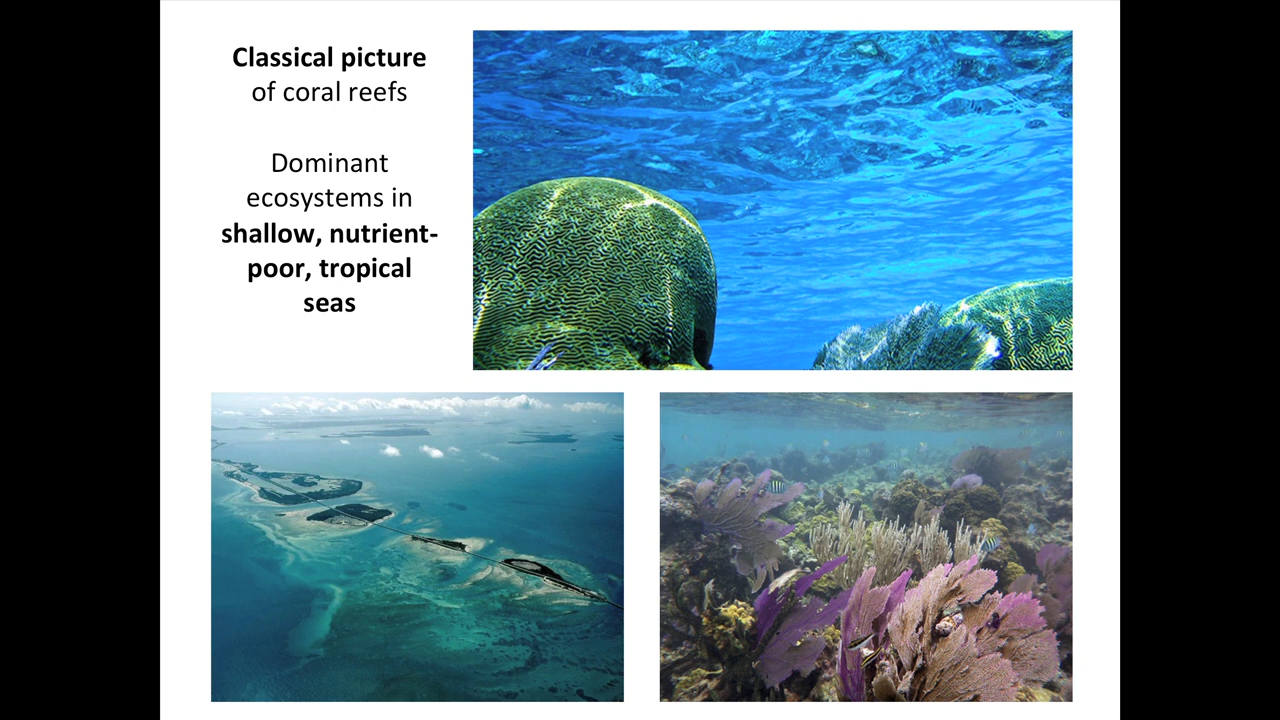 Classical picture
of coral reefs
Dominant
ecosystems in
shallow, nutrient-
poor, tropical
seas